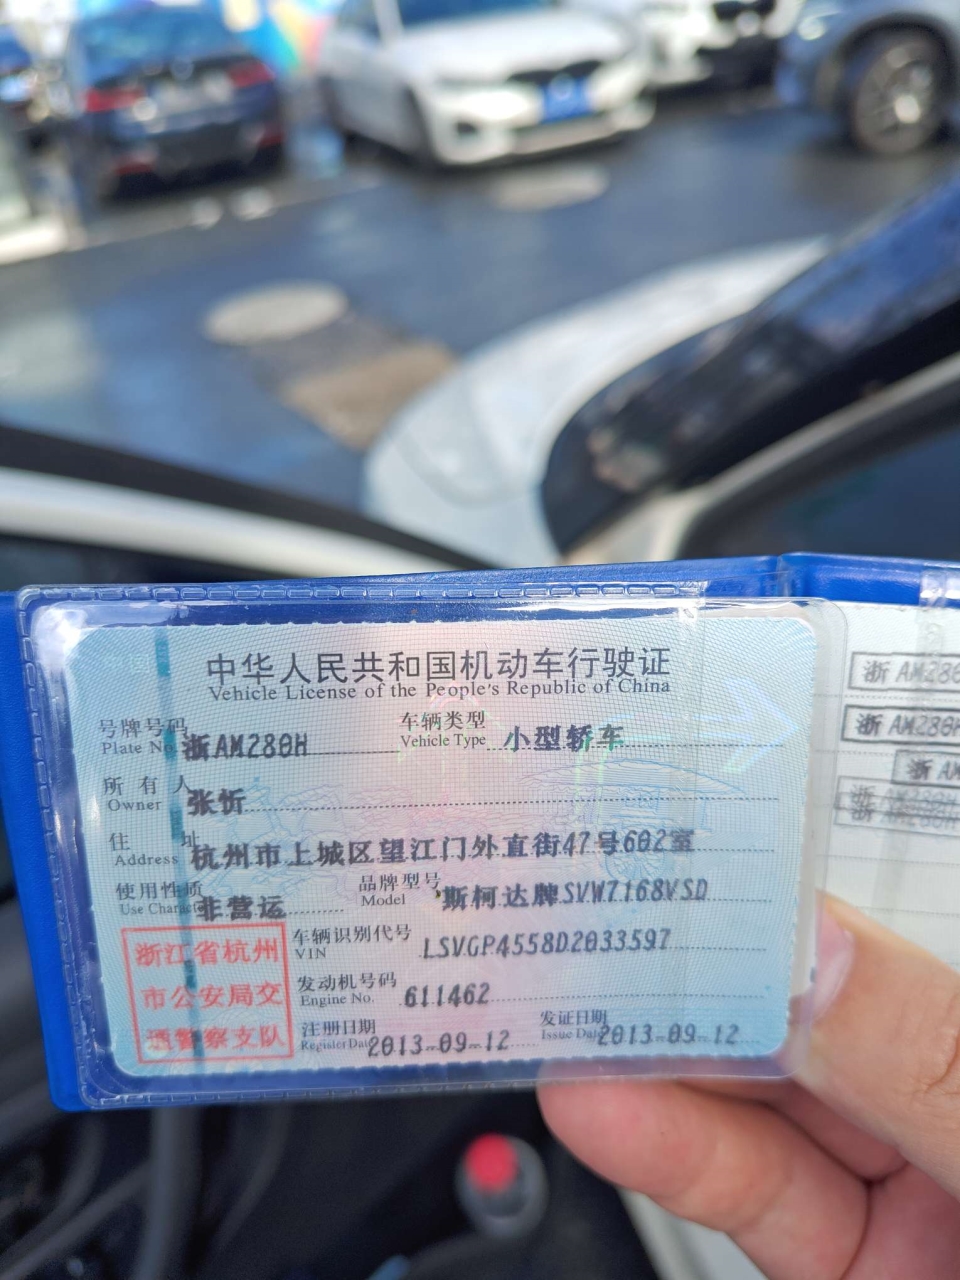 中华人民共和国机动车行驶证
Vehicle License of the People's Republic of China
号牌号码 浙AM280H 车辆类型 小型轿车
Plate No. Vehicle Type
所有人 张忻
Owner
住址 杭州市上城区望江门外直街47号602室
Address
使用性质 非营运 品牌型号 斯柯达牌SVW7168VSD
Use Character Model
浙江省杭州
市公安局交
通警察支队
车辆识别代号 LSVGP4558D2033597
VIN
发动机号码 611462
Engine No.
注册日期 2013-09-12 发证日期 2013-09-12
Register Date Issue Date
浙AM280
浙AM280H
浙AM